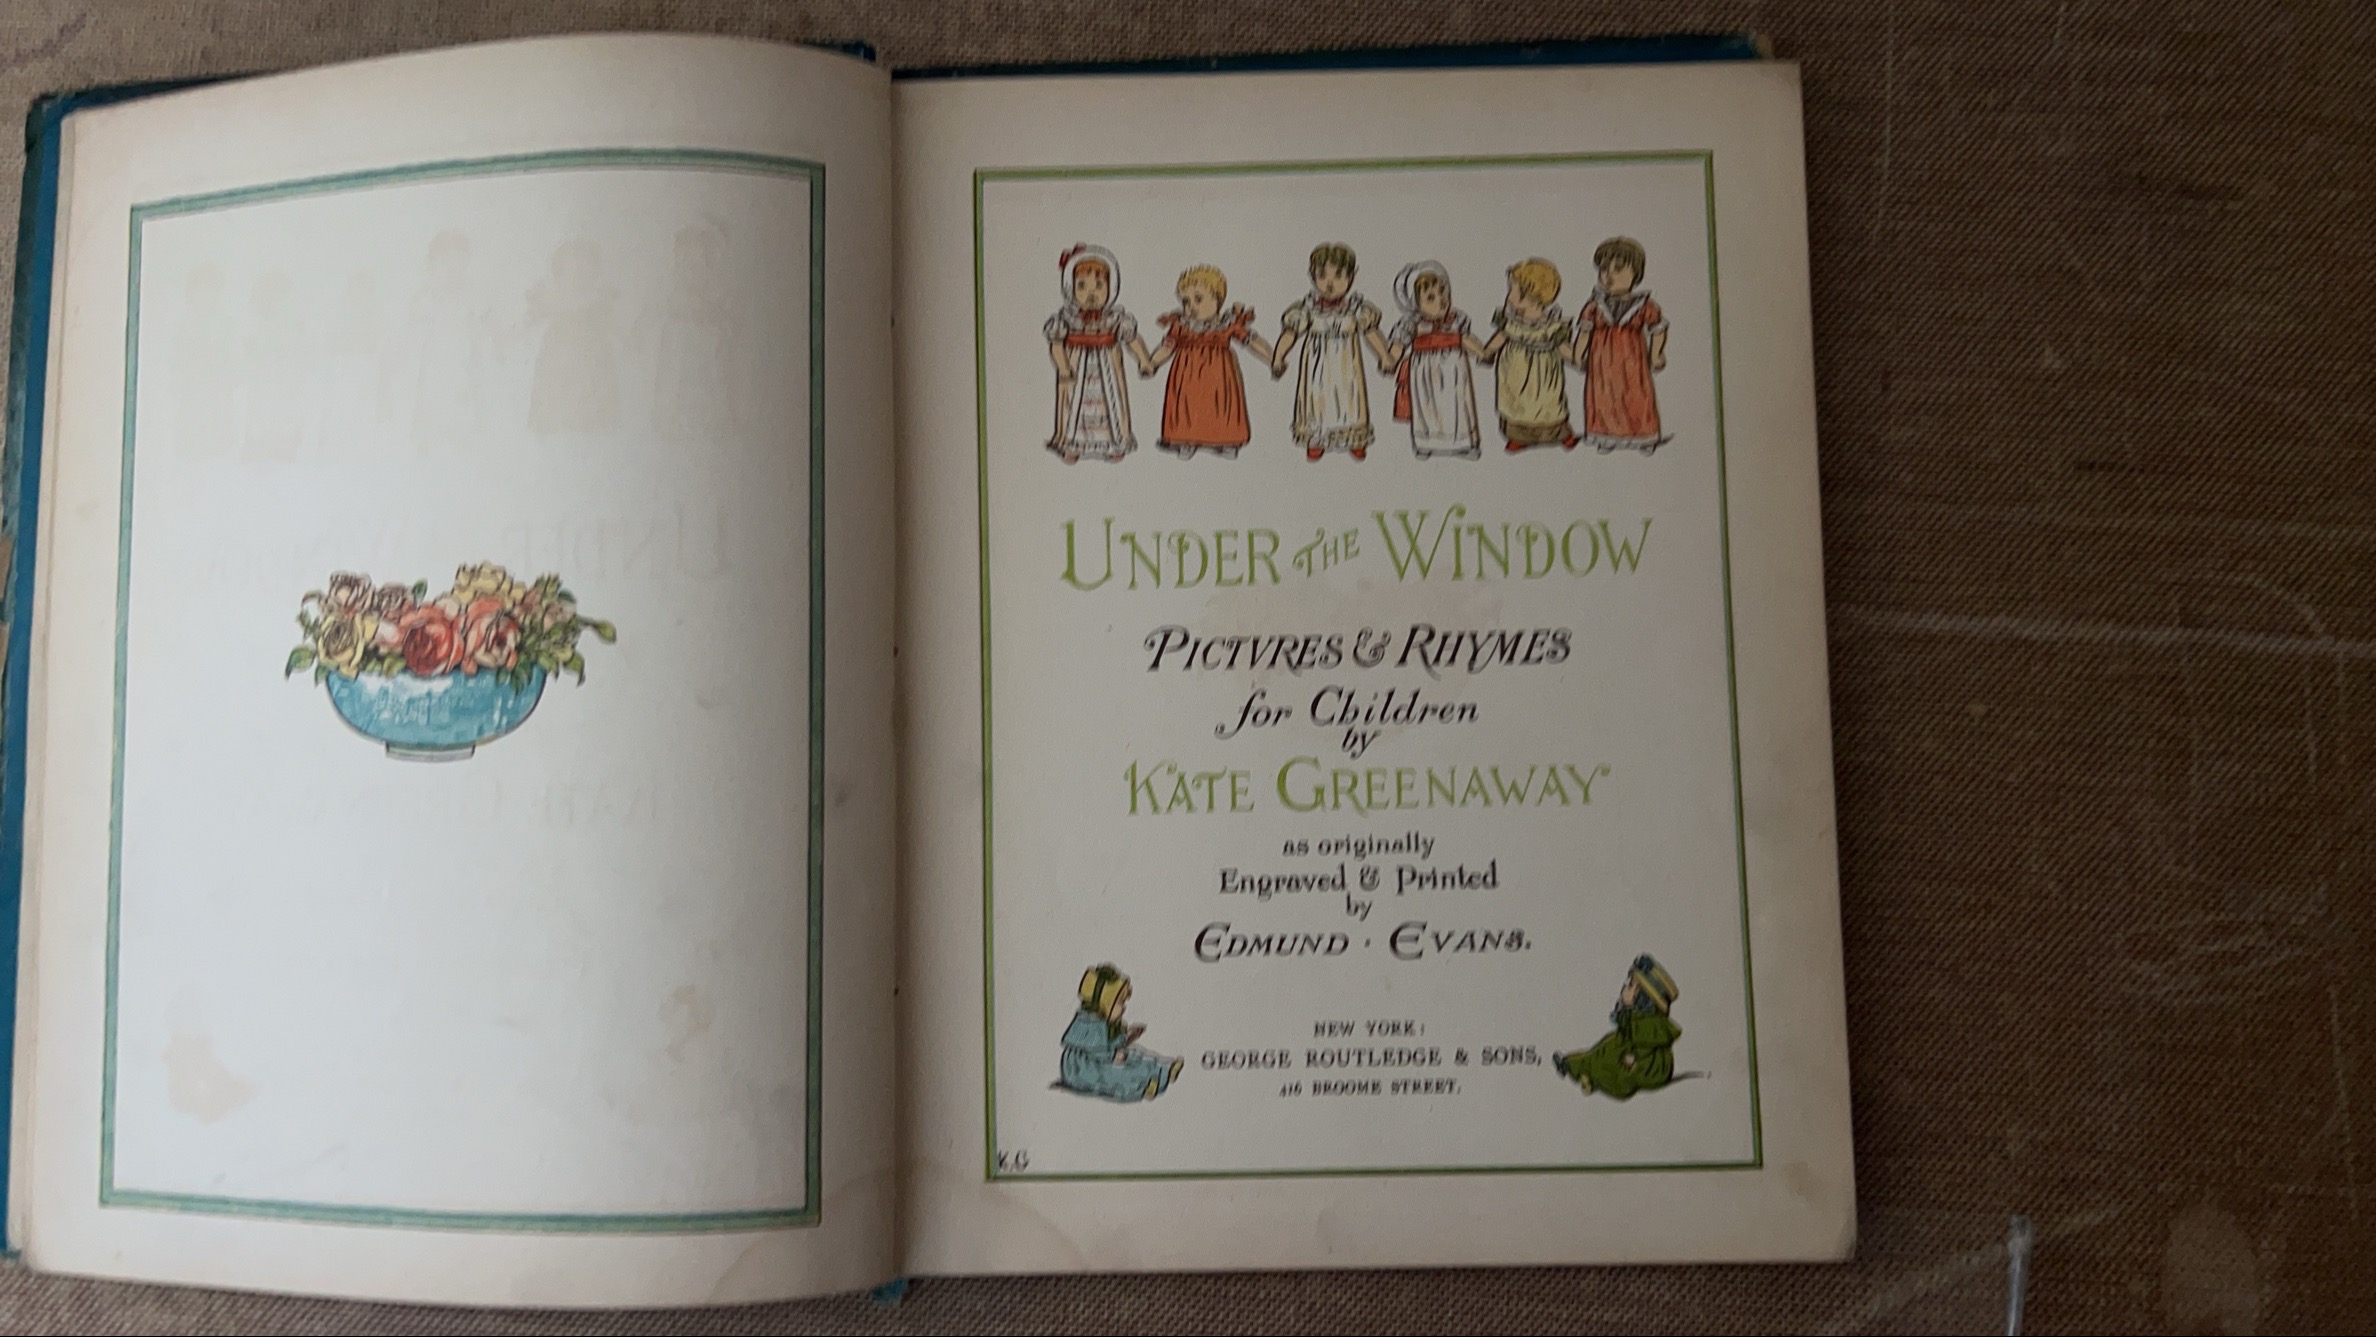 UNDER THE WINDOW
PICTVRES & RHYMES
for Children
by
KATE GREENAWAY
as originally
Engraved & Printed
by
EDMUND · EVANS.
NEW YORK:
GEORGE ROUTLEDGE & SONS,
416 BROOME STREET.
K.G